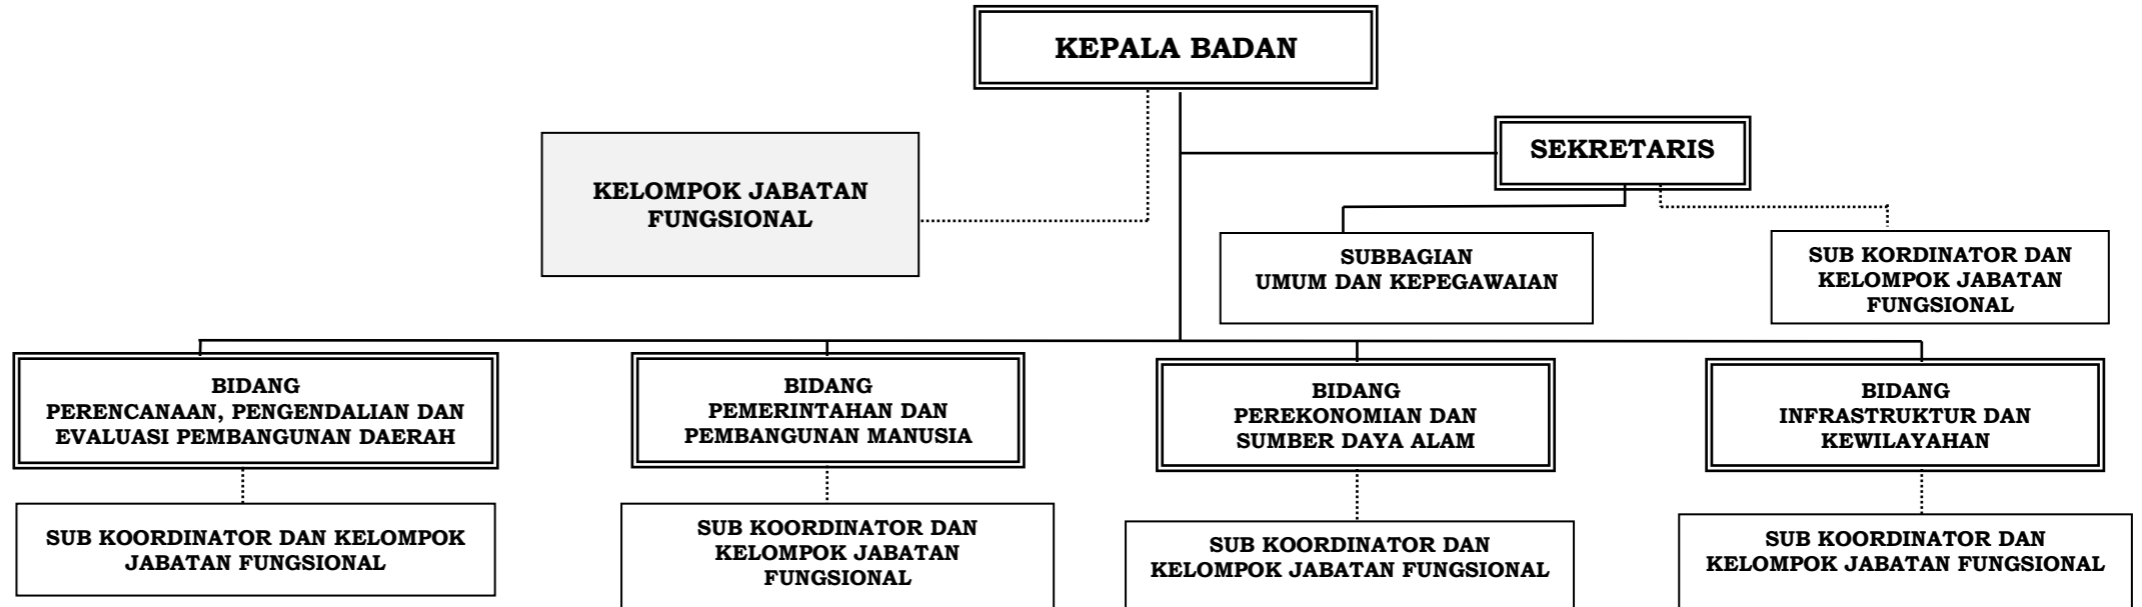 KEPALA BADAN
SEKRETARIS
KELOMPOK JABATAN
FUNGSIONAL
SUBBAGIAN
UMUM DAN KEPEGAWAIAN
SUB KORDINATOR DAN
KELOMPOK JABATAN
FUNGSIONAL
BIDANG
PERENCANAAN, PENGENDALIAN DAN
EVALUASI PEMBANGUNAN DAERAH
BIDANG
PEMERINTAHAN DAN
PEMBANGUNAN MANUSIA
BIDANG
PEREKONOMIAN DAN
SUMBER DAYA ALAM
BIDANG
INFRASTRUKTUR DAN
KEWILAYAHAN
SUB KOORDINATOR DAN KELOMPOK
JABATAN FUNGSIONAL
SUB KOORDINATOR DAN
KELOMPOK JABATAN
FUNGSIONAL
SUB KOORDINATOR DAN
KELOMPOK JABATAN FUNGSIONAL
SUB KOORDINATOR DAN
KELOMPOK JABATAN FUNGSIONAL